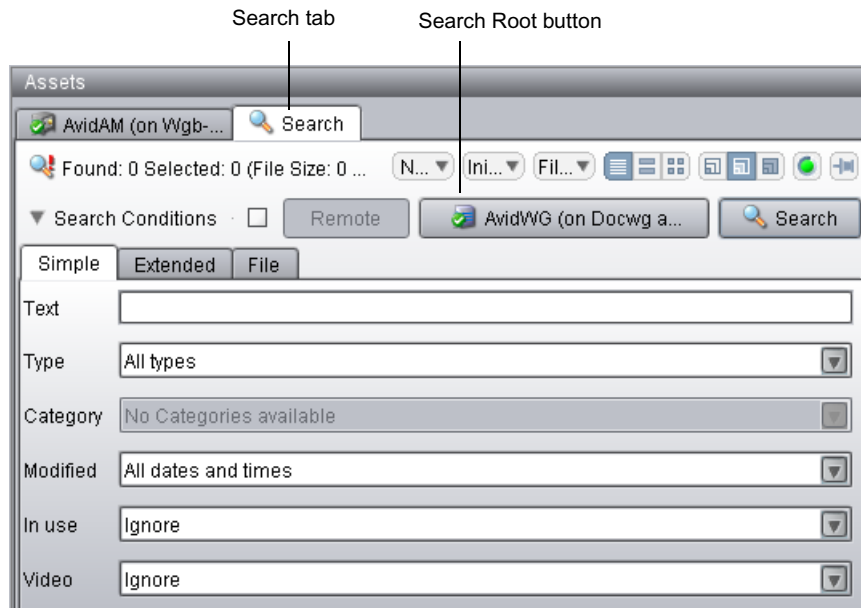 Search tab
Search Root button
Assets
AvidAM (on Wgb-...
Search
Found: 0 Selected: 0 (File Size: 0 ...
N...
Ini...
Fil...
Search Conditions
Remote
AvidWG (on Docwg a...
Search
Simple
Extended
File
Text
Type
All types
Category
No Categories available
Modified
All dates and times
In use
Ignore
Video
Ignore